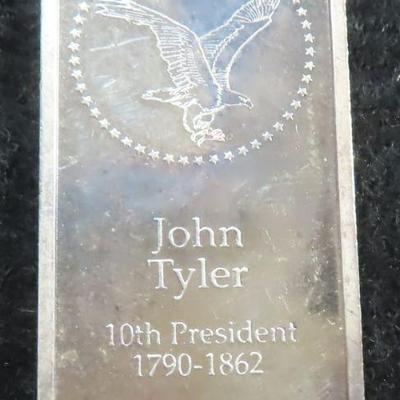 John
Tyler
10th President
1790-1862